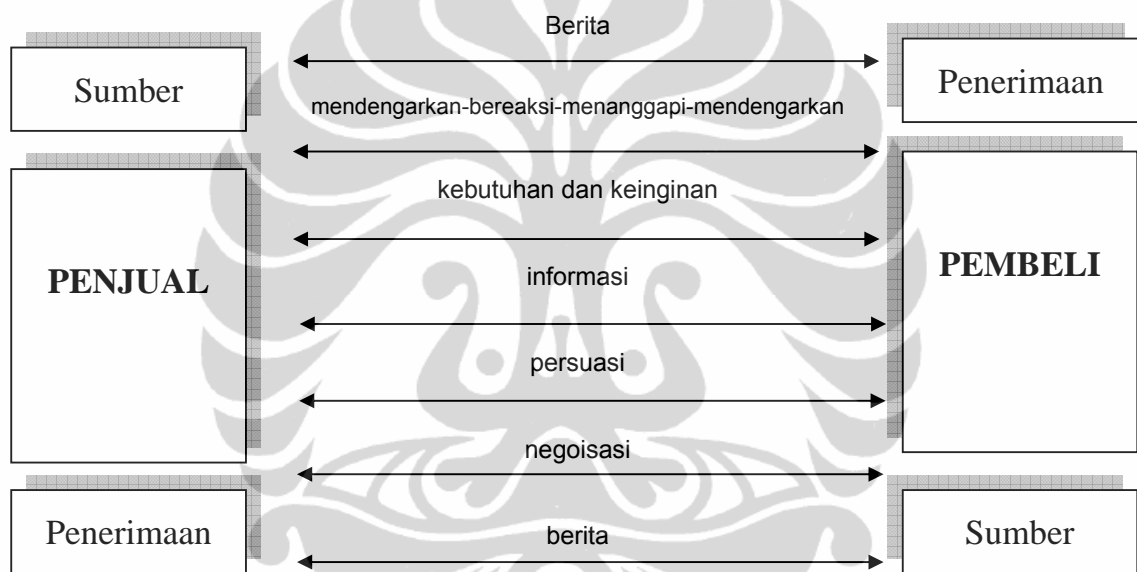 Berita
Sumber
Penerimaan
mendengarkan-bereaksi-menanggapi-mendengarkan
kebutuhan dan keinginan
PENJUAL
PEMBELI
informasi
persuasi
negoisasi
Penerimaan
berita
Sumber